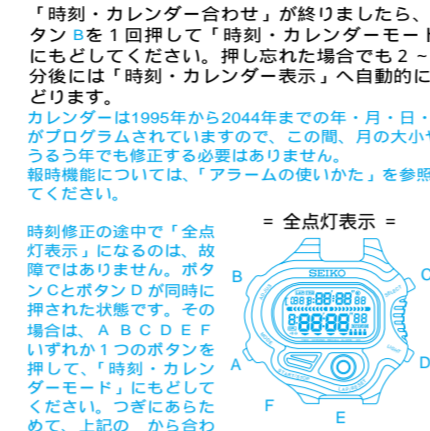 「時刻・カレンダー合わせ」が終りましたら、
タン Bを1回押して「時刻・カレンダーモード
にもどしてください。押し忘れた場合でも2~
分後には「時刻・カレンダー表示」へ自動的に
どります。
カレンダーは1995年から2044年までの年・月・日・
がプログラムされていますので、この間、月の大小や
うるう年でも修正する必要はありません。
報時機能については、「アラームの使いかた」を参照
てください。
時刻修正の途中で「全点
灯表示」になるのは、故
障ではありません。ボタ
ンCとボタンDが同時に
押された状態です。その
場合は、A B C D E F
いずれか1つのボタンを
押して、「時刻・カレン
ダーモード」にもどして
ください。つぎにあらた
めて、上記の から合わ
= 全点灯表示 =
SEIKO
B
C
A
D
F
E